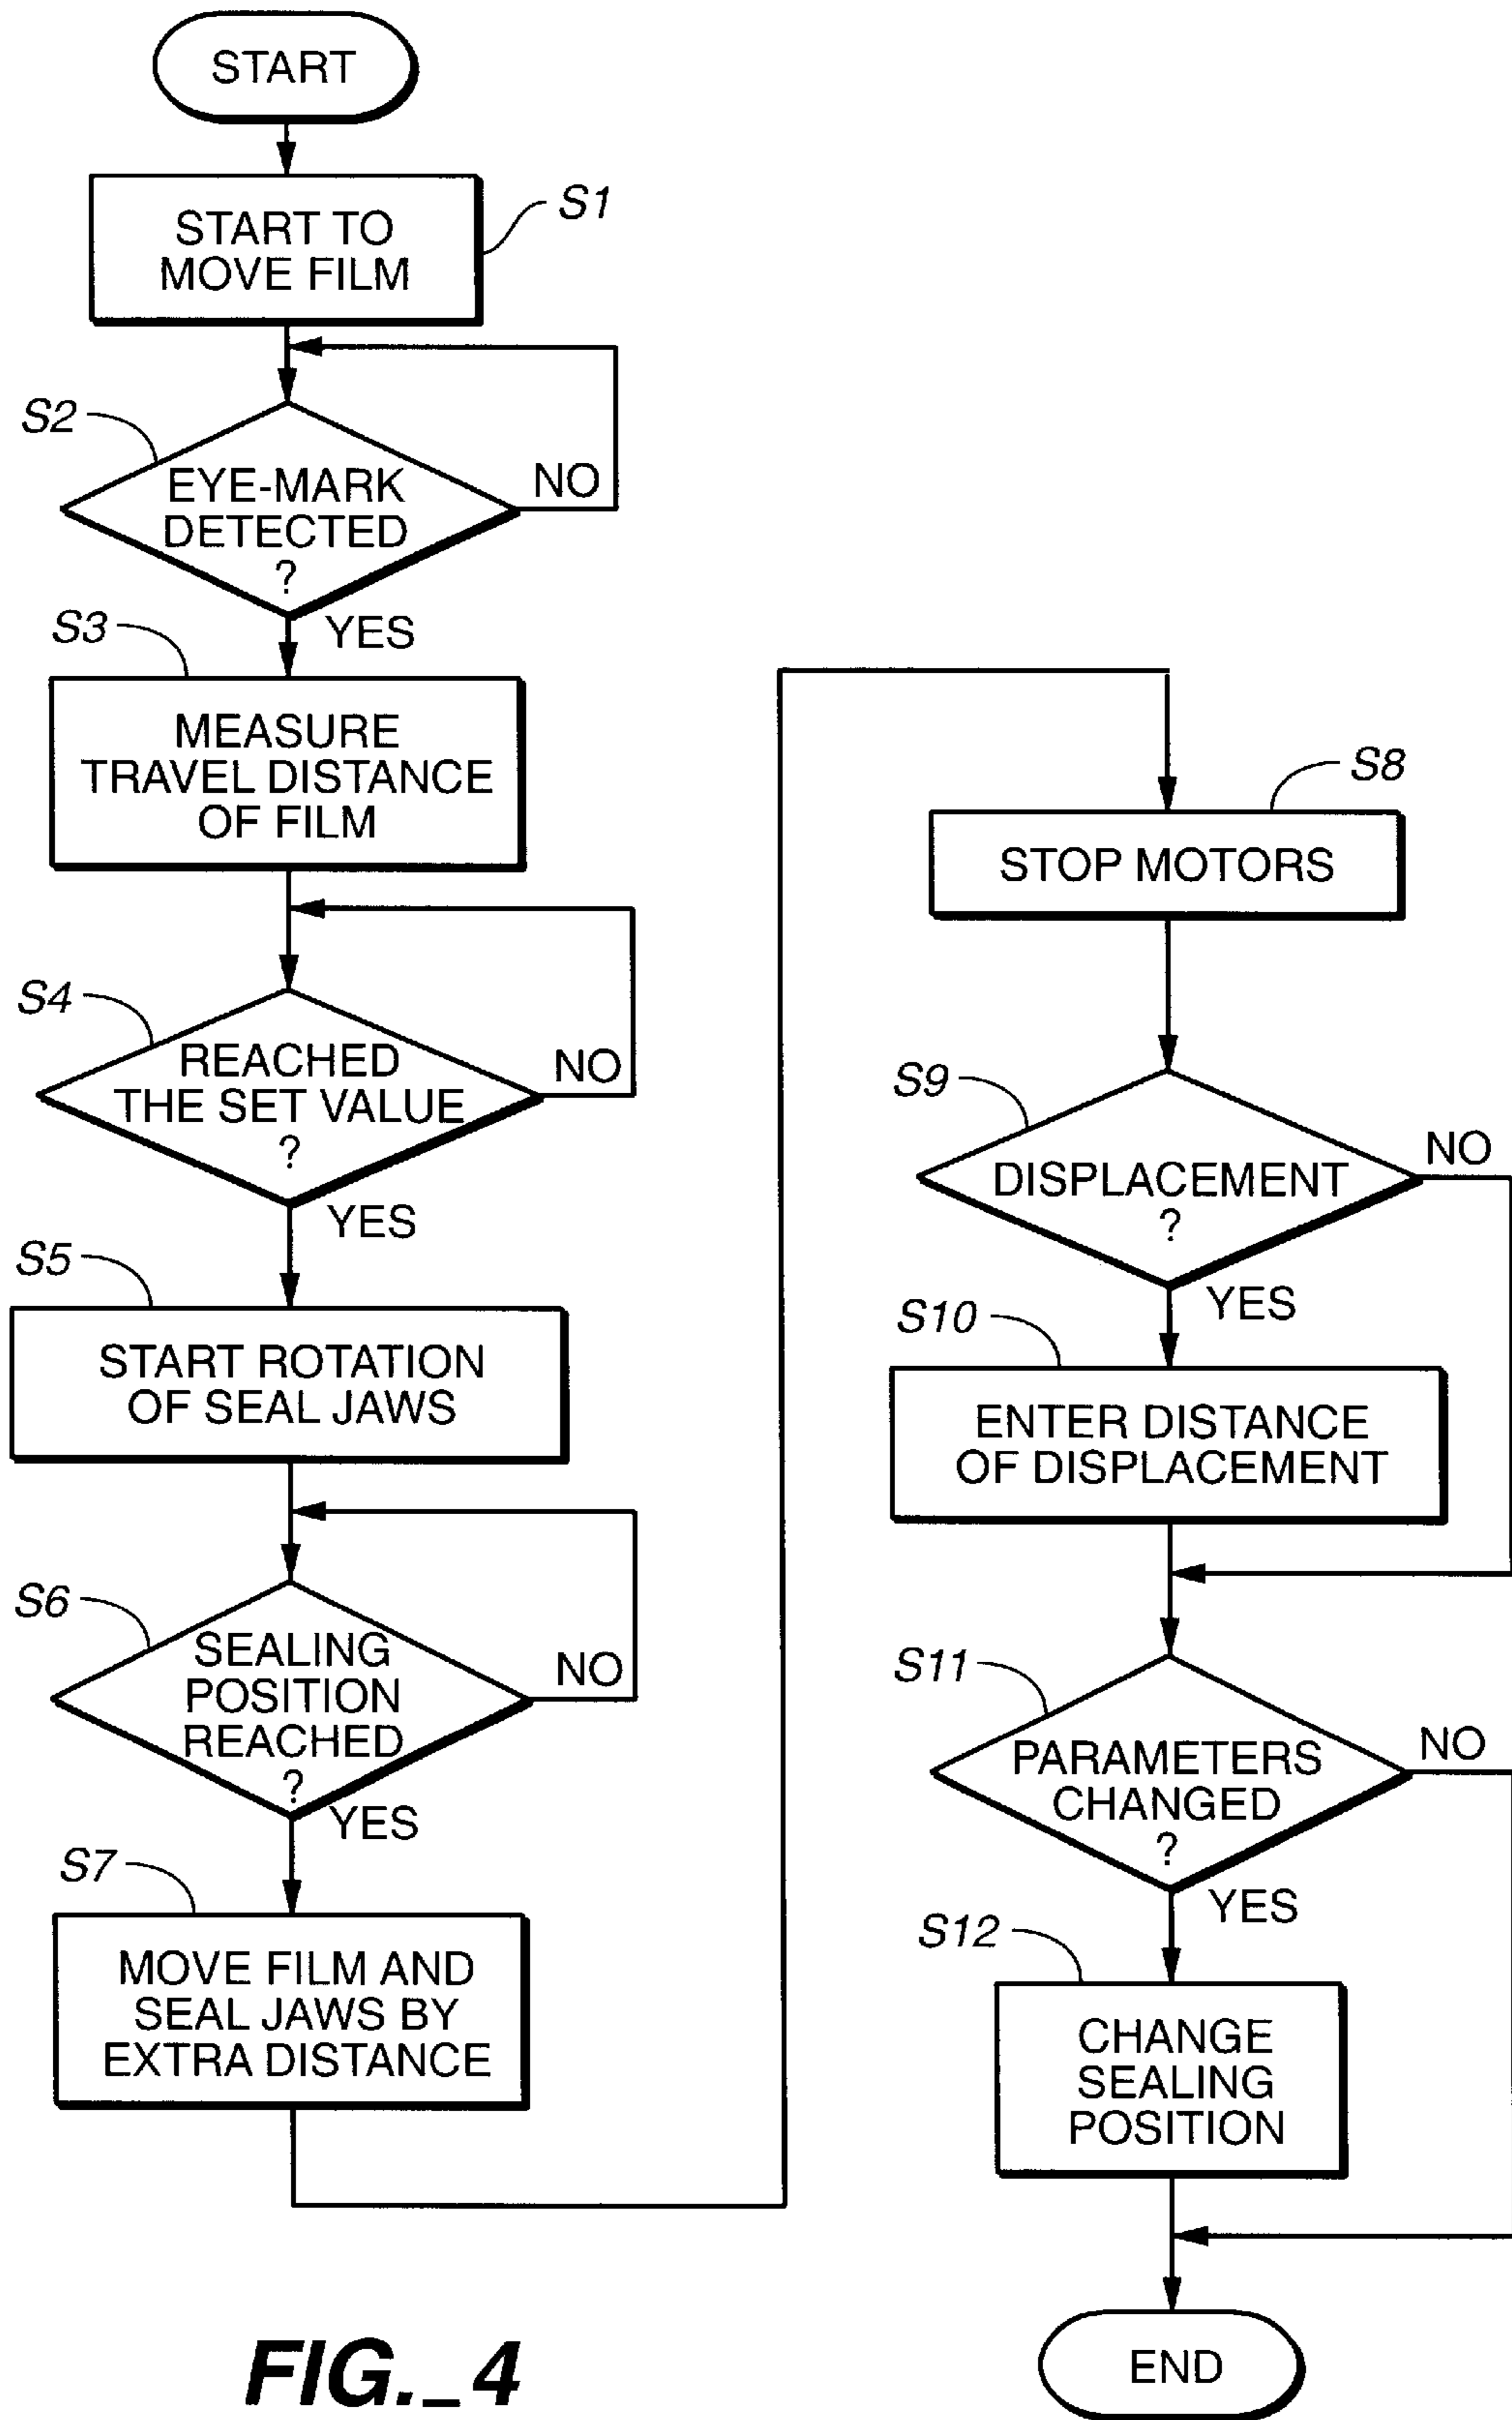 START
S1
START TO
MOVE FILM
S2
EYE-MARK
DETECTED
?
NO
YES
S3
MEASURE
TRAVEL DISTANCE
OF FILM
S4
REACHED
THE SET VALUE
?
NO
YES
S5
START ROTATION
OF SEAL JAWS
S6
SEALING
POSITION
REACHED
?
NO
YES
S7
MOVE FILM AND
SEAL JAWS BY
EXTRA DISTANCE
S8
STOP MOTORS
S9
DISPLACEMENT
?
NO
YES
S10
ENTER DISTANCE
OF DISPLACEMENT
S11
PARAMETERS
CHANGED
?
NO
YES
S12
CHANGE
SEALING
POSITION
END
FIG._4